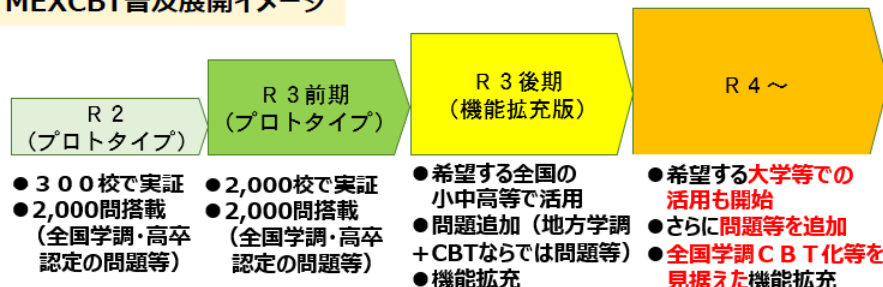 MEXCBT普及展開イメージ
R２
（プロトタイプ）
R３前期
（プロトタイプ）
R３後期
（機能拡充版）
R４～
●３００校で実証
●2,000問搭載
（全国学調・高卒
認定の問題等）
●2,000校で実証
●2,000問搭載
（全国学調・高卒
認定の問題等）
●希望する全国の
小中高等で活用
●問題追加（地方学調
+CBTならでは問題等）
●機能拡充
●希望する大学等での
活用も開始
●さらに問題等を追加
●全国学調ＣＢＴ化等を
見据えた機能拡充